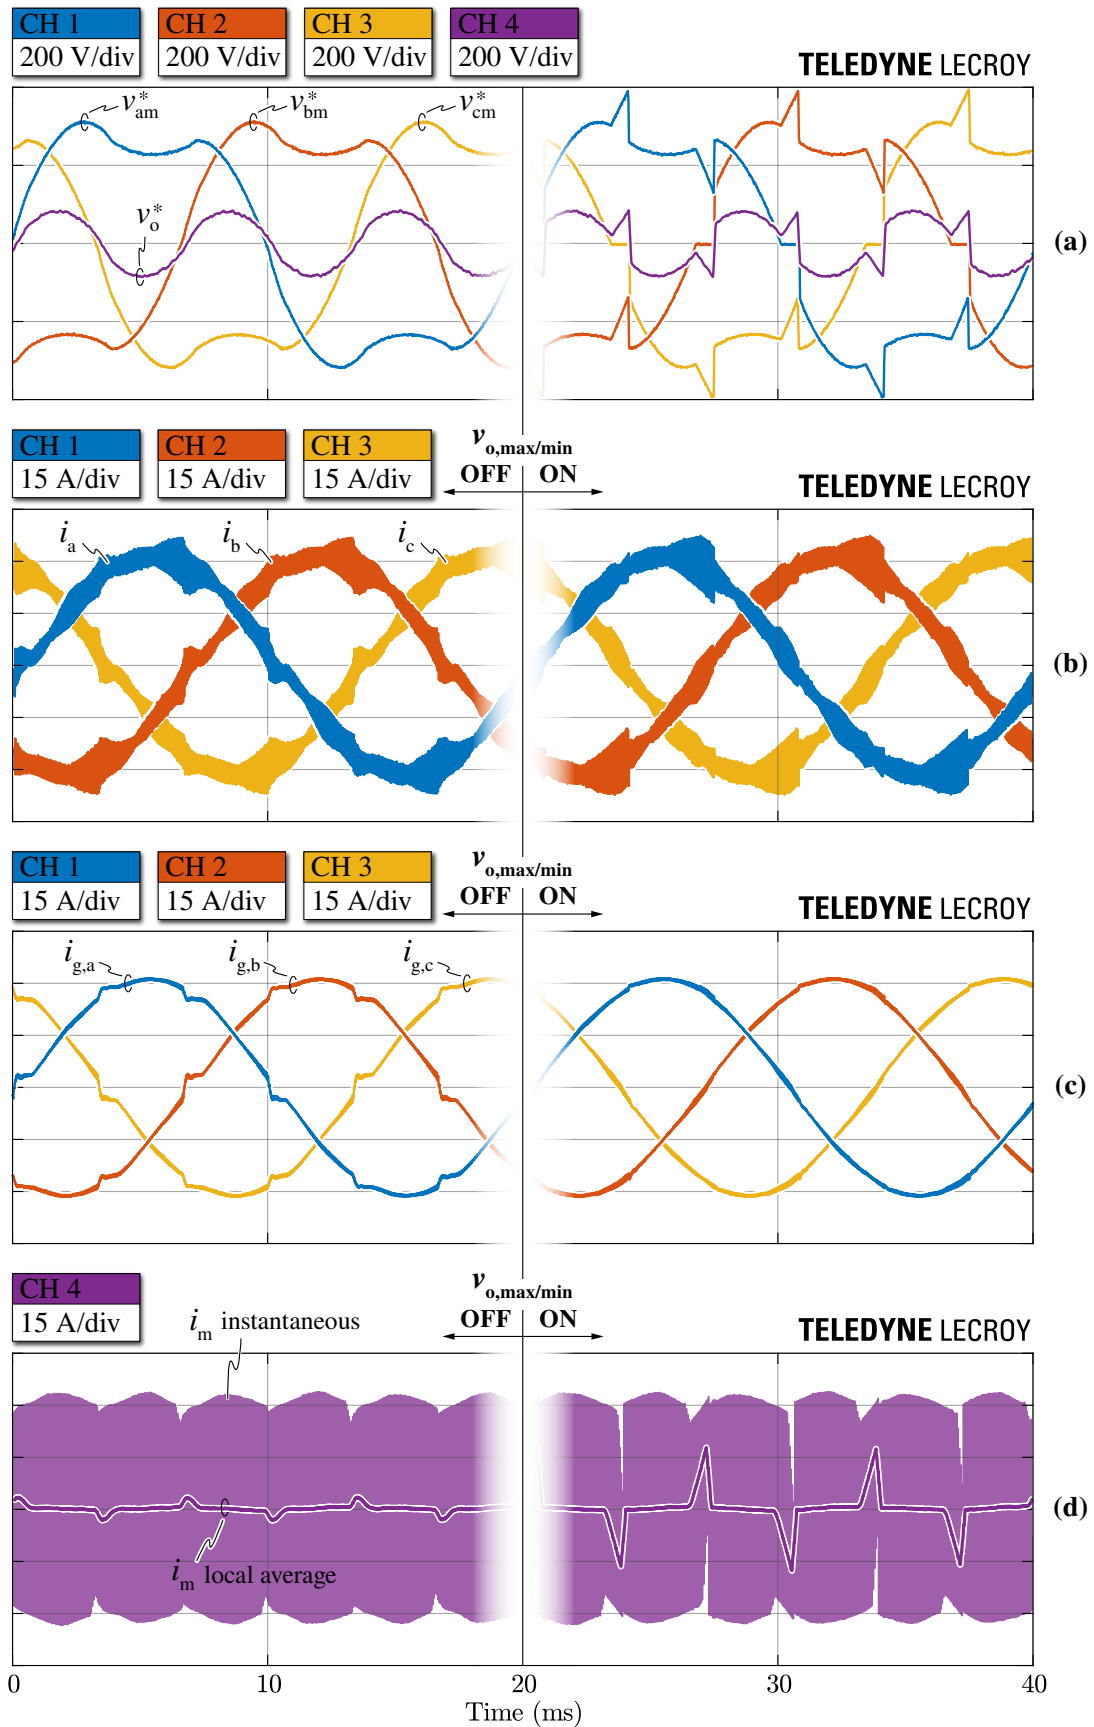 CH 1 CH 2 CH 3 CH 4
200 V/div 200 V/div 200 V/div 200 V/div
TELEDYNE LECROY
v*am v*bm v*cm
v*o
(a)
CH 1 CH 2 CH 3
15 A/div 15 A/div 15 A/div
vo,max/min
OFF ON
TELEDYNE LECROY
ia ib ic
(b)
CH 1 CH 2 CH 3
15 A/div 15 A/div 15 A/div
vo,max/min
OFF ON
TELEDYNE LECROY
ig,a ig,b ig,c
(c)
CH 4
15 A/div
vo,max/min
OFF ON
TELEDYNE LECROY
im instantaneous
im local average
(d)
0 10 20 30 40
Time (ms)